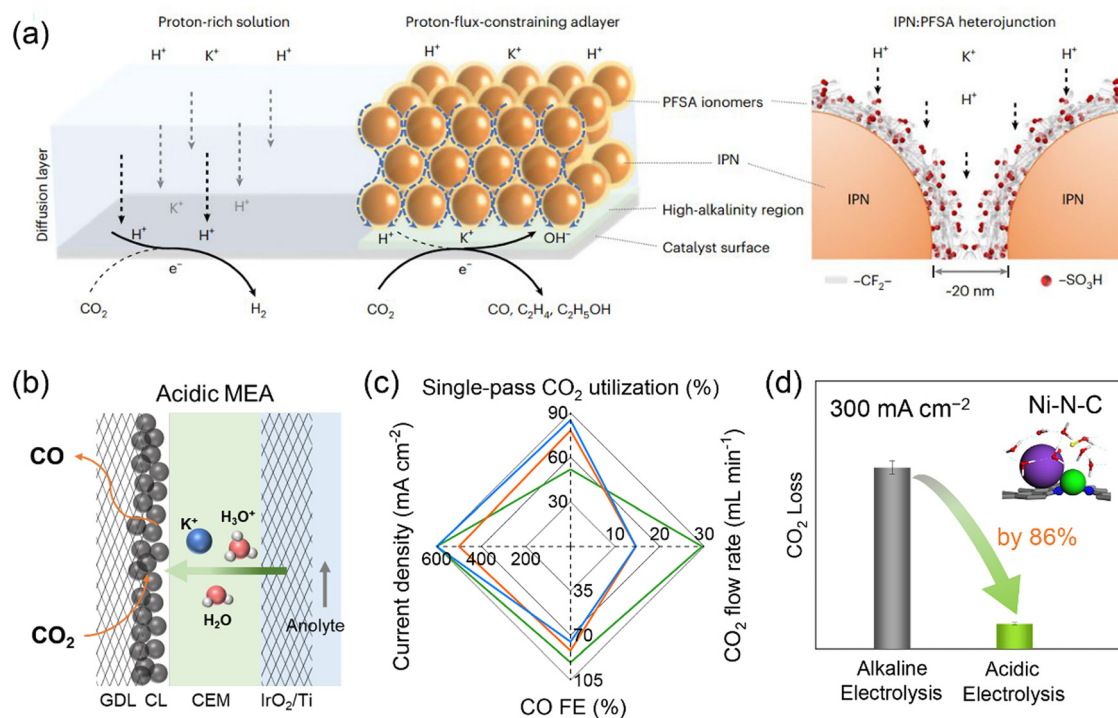 (a)
Proton-rich solution
Proton-flux-constraining adlayer
IPN:PFSA heterojunction
H⁺ K⁺ H⁺
H⁺ K⁺ H⁺
H⁺ K⁺ H⁺
H⁺
PFSA ionomers
IPN
High-alkalinity region
Catalyst surface
Diffusion layer
K⁺ H⁺
H⁺ H⁺
e⁻
CO₂ H₂
H⁺ K⁺ OH⁻
e⁻
CO₂ CO, C₂H₄, C₂H₅OH
IPN IPN
~20 nm
–CF₂– –SO₃H
(b)
Acidic MEA
CO
K⁺ H₃O⁺
H₂O
CO₂
Anolyte
GDL CL CEM IrO₂/Ti
(c)
Single-pass CO₂ utilization (%)
90
60
30
Current density (mA cm⁻²)
600 400 200
10 20 30
CO₂ flow rate (mL min⁻¹)
35
70
105
CO FE (%)
(d)
300 mA cm⁻²
Ni-N-C
CO₂ Loss
by 86%
Alkaline Electrolysis
Acidic Electrolysis